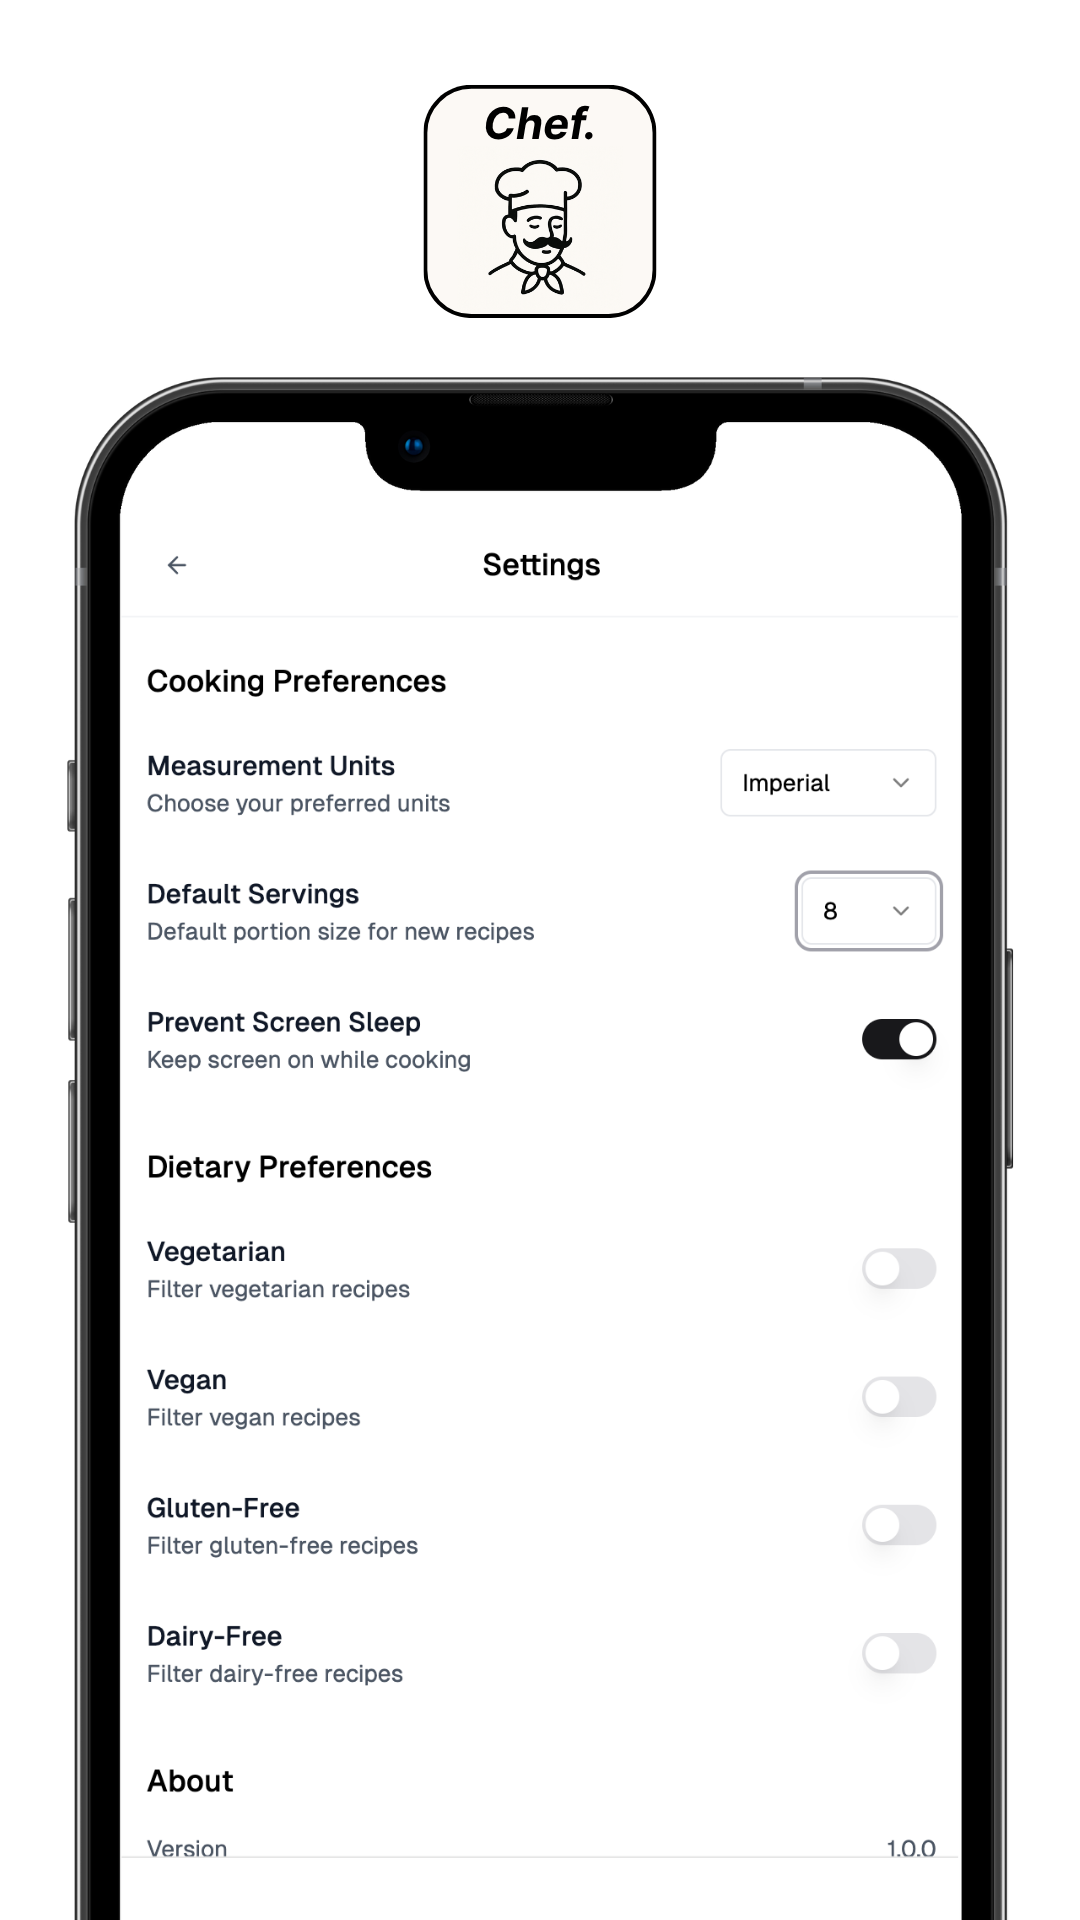 Chef.
Settings
Cooking Preferences
Measurement Units
Choose your preferred units
Imperial
Default Servings
Default portion size for new recipes
8
Prevent Screen Sleep
Keep screen on while cooking
Dietary Preferences
Vegetarian
Filter vegetarian recipes
Vegan
Filter vegan recipes
Gluten-Free
Filter gluten-free recipes
Dairy-Free
Filter dairy-free recipes
About
Version
1.0.0